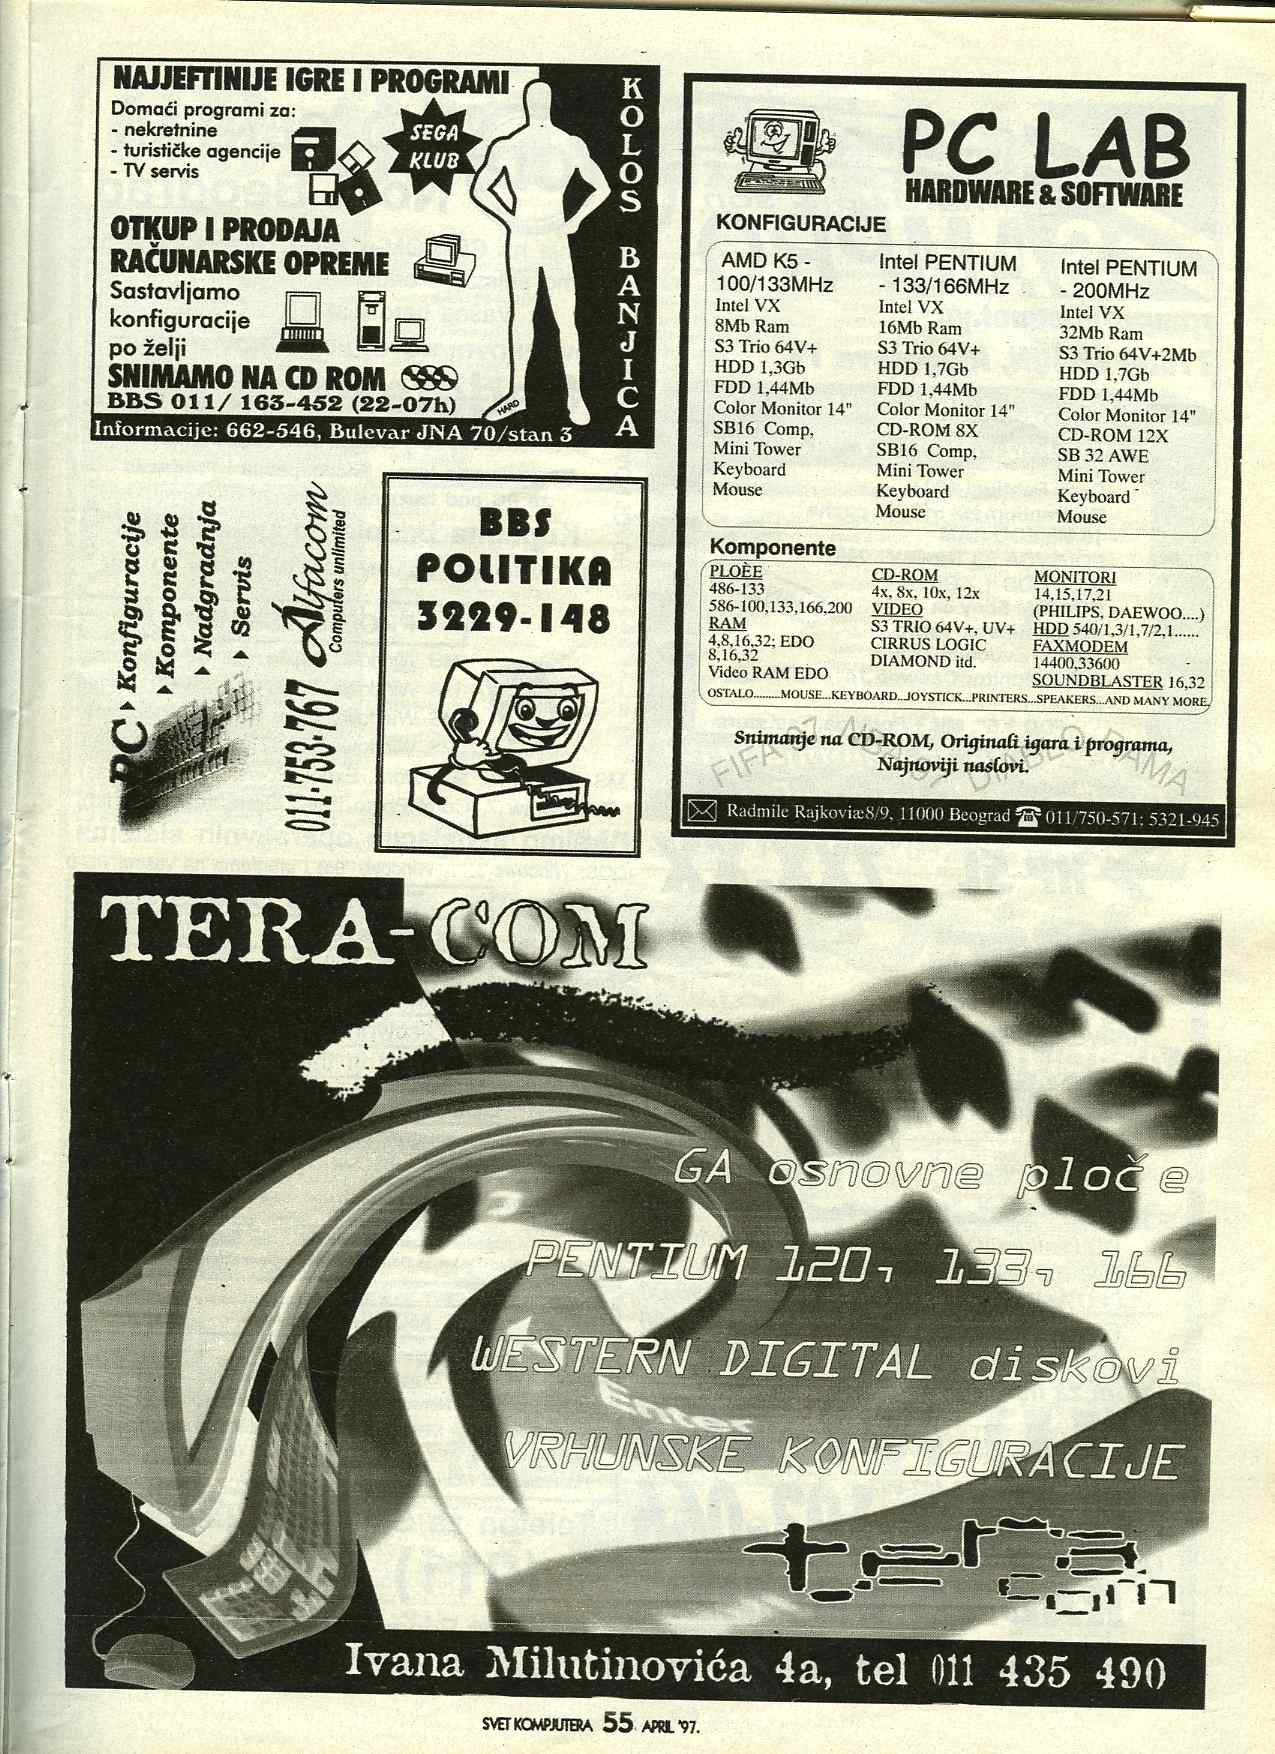 NAJJEFTINIJE IGRE I PROGRAMI
Domaći programi za:
- nekretnine
- turističke agencije
- TV servis
SEGA
KLUB
OTKUP I PRODAJA
RAČUNARSKE OPREME
Sastavljamo
konfiguracije
po želji
SNIMAMO NA CD ROM
BBS 011/ 163-452 (22-07h)
HARD
Informacije: 662-546, Bulevar JNA 70/stan 3
KOLOS BANJICA
PC
Konfiguracije
Komponente
Nadgradnja
Servis
011-753-767
Alfacom
Computers unlimited
BBS
POLITIKA
3229-148
PC LAB
HARDWARE & SOFTWARE
KONFIGURACIJE
AMD K5 -
100/133MHz
Intel VX
8Mb Ram
S3 Trio 64V+
HDD 1,3Gb
FDD 1,44Mb
Color Monitor 14"
SB16 Comp,
Mini Tower
Keyboard
Mouse
Intel PENTIUM
- 133/166MHz
Intel VX
16Mb Ram
S3 Trio 64V+
HDD 1,7Gb
FDD 1,44Mb
Color Monitor 14"
CD-ROM 8X
SB16 Comp,
Mini Tower
Keyboard
Mouse
Intel PENTIUM
- 200MHz
Intel VX
32Mb Ram
S3 Trio 64V+2Mb
HDD 1,7Gb
FDD 1,44Mb
Color Monitor 14"
CD-ROM 12X
SB 32 AWE
Mini Tower
Keyboard
Mouse
Komponente
PLOÈE
486-133
586-100,133,166,200
RAM
4,8,16,32; EDO
8,16,32
Video RAM EDO
CD-ROM
4x, 8x, 10x, 12x
VIDEO
S3 TRIO 64V+, UV+
CIRRUS LOGIC
DIAMOND itd.
MONITORI
14,15,17,21
(PHILIPS, DAEWOO....)
HDD 540/1,3/1,7/2,1......
FAXMODEM
14400,33600
SOUNDBLASTER 16,32
OSTALO.........MOUSE...KEYBOARD...JOYSTICK...PRINTERS...SPEAKERS...AND MANY MORE.
Snimanje na CD-ROM, Originali igara i programa,
Najnoviji naslovi.
FIFA 97 DIABLO RAMA
Radmile Rajkoviæ8/9, 11000 Beograd 011/750-571; 5321-945
TERA-COM
GA osnovne ploče
PENTIUM 120, 133, 166
WESTERN DIGITAL diskovi
Enter
VRHUNSKE KONFIGURACIJE
tera
com
Ivana Milutinovića 4a, tel 011 435 490
SVET KOMPJUTERA 55 APRIL '97.